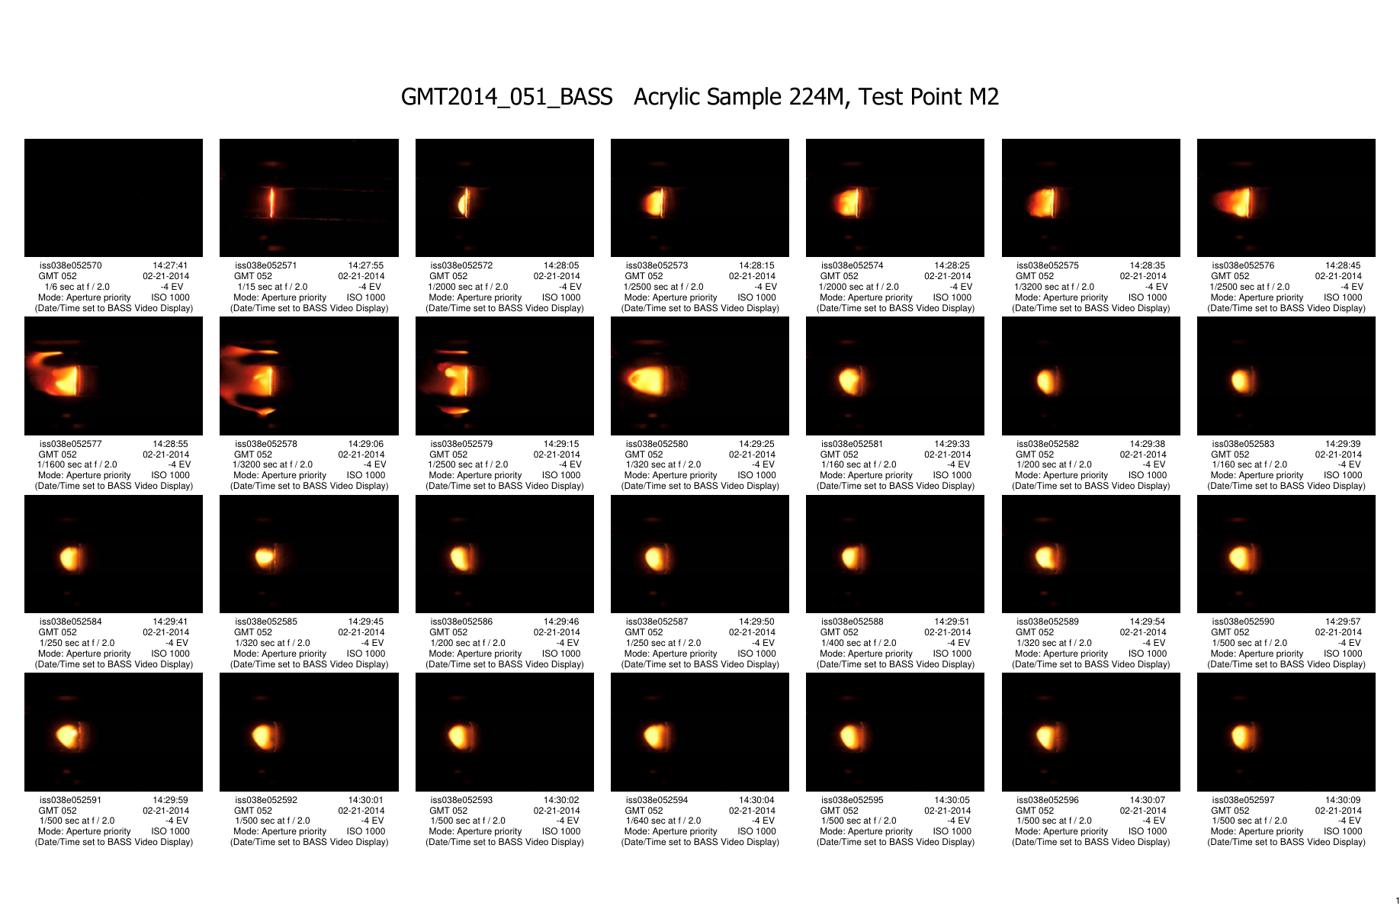 GMT2014_051_BASS Acrylic Sample 224M, Test Point M2
iss038e052570 14:27:41
GMT 052 02-21-2014
1/6 sec at f / 2.0 -4 EV
Mode: Aperture priority ISO 1000
(Date/Time set to BASS Video Display)
iss038e052571 14:27:55
GMT 052 02-21-2014
1/15 sec at f / 2.0 -4 EV
Mode: Aperture priority ISO 1000
(Date/Time set to BASS Video Display)
iss038e052572 14:28:05
GMT 052 02-21-2014
1/2000 sec at f / 2.0 -4 EV
Mode: Aperture priority ISO 1000
(Date/Time set to BASS Video Display)
iss038e052573 14:28:15
GMT 052 02-21-2014
1/2500 sec at f / 2.0 -4 EV
Mode: Aperture priority ISO 1000
(Date/Time set to BASS Video Display)
iss038e052574 14:28:25
GMT 052 02-21-2014
1/2000 sec at f / 2.0 -4 EV
Mode: Aperture priority ISO 1000
(Date/Time set to BASS Video Display)
iss038e052575 14:28:35
GMT 052 02-21-2014
1/3200 sec at f / 2.0 -4 EV
Mode: Aperture priority ISO 1000
(Date/Time set to BASS Video Display)
iss038e052576 14:28:45
GMT 052 02-21-2014
1/2500 sec at f / 2.0 -4 EV
Mode: Aperture priority ISO 1000
(Date/Time set to BASS Video Display)
iss038e052577 14:28:55
GMT 052 02-21-2014
1/1600 sec at f / 2.0 -4 EV
Mode: Aperture priority ISO 1000
(Date/Time set to BASS Video Display)
iss038e052578 14:29:06
GMT 052 02-21-2014
1/3200 sec at f / 2.0 -4 EV
Mode: Aperture priority ISO 1000
(Date/Time set to BASS Video Display)
iss038e052579 14:29:15
GMT 052 02-21-2014
1/2500 sec at f / 2.0 -4 EV
Mode: Aperture priority ISO 1000
(Date/Time set to BASS Video Display)
iss038e052580 14:29:25
GMT 052 02-21-2014
1/320 sec at f / 2.0 -4 EV
Mode: Aperture priority ISO 1000
(Date/Time set to BASS Video Display)
iss038e052581 14:29:33
GMT 052 02-21-2014
1/160 sec at f / 2.0 -4 EV
Mode: Aperture priority ISO 1000
(Date/Time set to BASS Video Display)
iss038e052582 14:29:38
GMT 052 02-21-2014
1/200 sec at f / 2.0 -4 EV
Mode: Aperture priority ISO 1000
(Date/Time set to BASS Video Display)
iss038e052583 14:29:39
GMT 052 02-21-2014
1/160 sec at f / 2.0 -4 EV
Mode: Aperture priority ISO 1000
(Date/Time set to BASS Video Display)
iss038e052584 14:29:41
GMT 052 02-21-2014
1/250 sec at f / 2.0 -4 EV
Mode: Aperture priority ISO 1000
(Date/Time set to BASS Video Display)
iss038e052585 14:29:45
GMT 052 02-21-2014
1/320 sec at f / 2.0 -4 EV
Mode: Aperture priority ISO 1000
(Date/Time set to BASS Video Display)
iss038e052586 14:29:46
GMT 052 02-21-2014
1/200 sec at f / 2.0 -4 EV
Mode: Aperture priority ISO 1000
(Date/Time set to BASS Video Display)
iss038e052587 14:29:50
GMT 052 02-21-2014
1/250 sec at f / 2.0 -4 EV
Mode: Aperture priority ISO 1000
(Date/Time set to BASS Video Display)
iss038e052588 14:29:51
GMT 052 02-21-2014
1/400 sec at f / 2.0 -4 EV
Mode: Aperture priority ISO 1000
(Date/Time set to BASS Video Display)
iss038e052589 14:29:54
GMT 052 02-21-2014
1/320 sec at f / 2.0 -4 EV
Mode: Aperture priority ISO 1000
(Date/Time set to BASS Video Display)
iss038e052590 14:29:57
GMT 052 02-21-2014
1/500 sec at f / 2.0 -4 EV
Mode: Aperture priority ISO 1000
(Date/Time set to BASS Video Display)
iss038e052591 14:29:59
GMT 052 02-21-2014
1/500 sec at f / 2.0 -4 EV
Mode: Aperture priority ISO 1000
(Date/Time set to BASS Video Display)
iss038e052592 14:30:01
GMT 052 02-21-2014
1/500 sec at f / 2.0 -4 EV
Mode: Aperture priority ISO 1000
(Date/Time set to BASS Video Display)
iss038e052593 14:30:02
GMT 052 02-21-2014
1/500 sec at f / 2.0 -4 EV
Mode: Aperture priority ISO 1000
(Date/Time set to BASS Video Display)
iss038e052594 14:30:04
GMT 052 02-21-2014
1/640 sec at f / 2.0 -4 EV
Mode: Aperture priority ISO 1000
(Date/Time set to BASS Video Display)
iss038e052595 14:30:05
GMT 052 02-21-2014
1/500 sec at f / 2.0 -4 EV
Mode: Aperture priority ISO 1000
(Date/Time set to BASS Video Display)
iss038e052596 14:30:07
GMT 052 02-21-2014
1/500 sec at f / 2.0 -4 EV
Mode: Aperture priority ISO 1000
(Date/Time set to BASS Video Display)
iss038e052597 14:30:09
GMT 052 02-21-2014
1/500 sec at f / 2.0 -4 EV
Mode: Aperture priority ISO 1000
(Date/Time set to BASS Video Display)